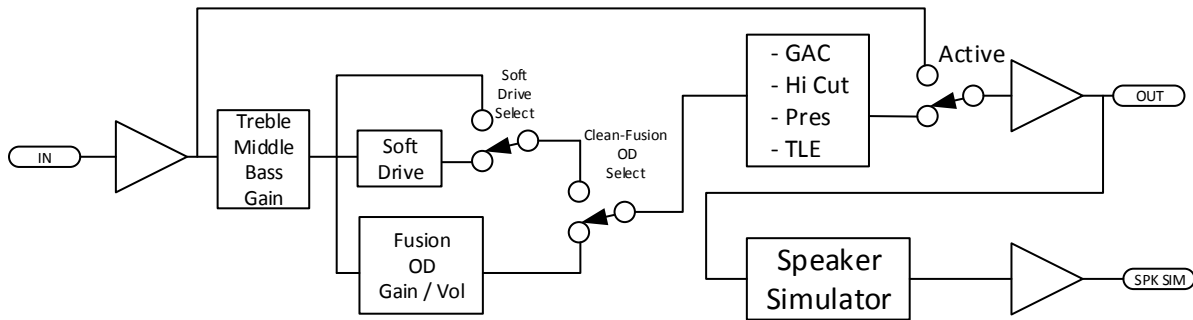 IN
Treble
Middle
Bass
Gain
Soft
Drive
Select
Soft
Drive
Fusion
OD
Gain / Vol
Clean-Fusion
OD
Select
- GAC
- Hi Cut
- Pres
- TLE
Active
OUT
Speaker
Simulator
SPK SIM